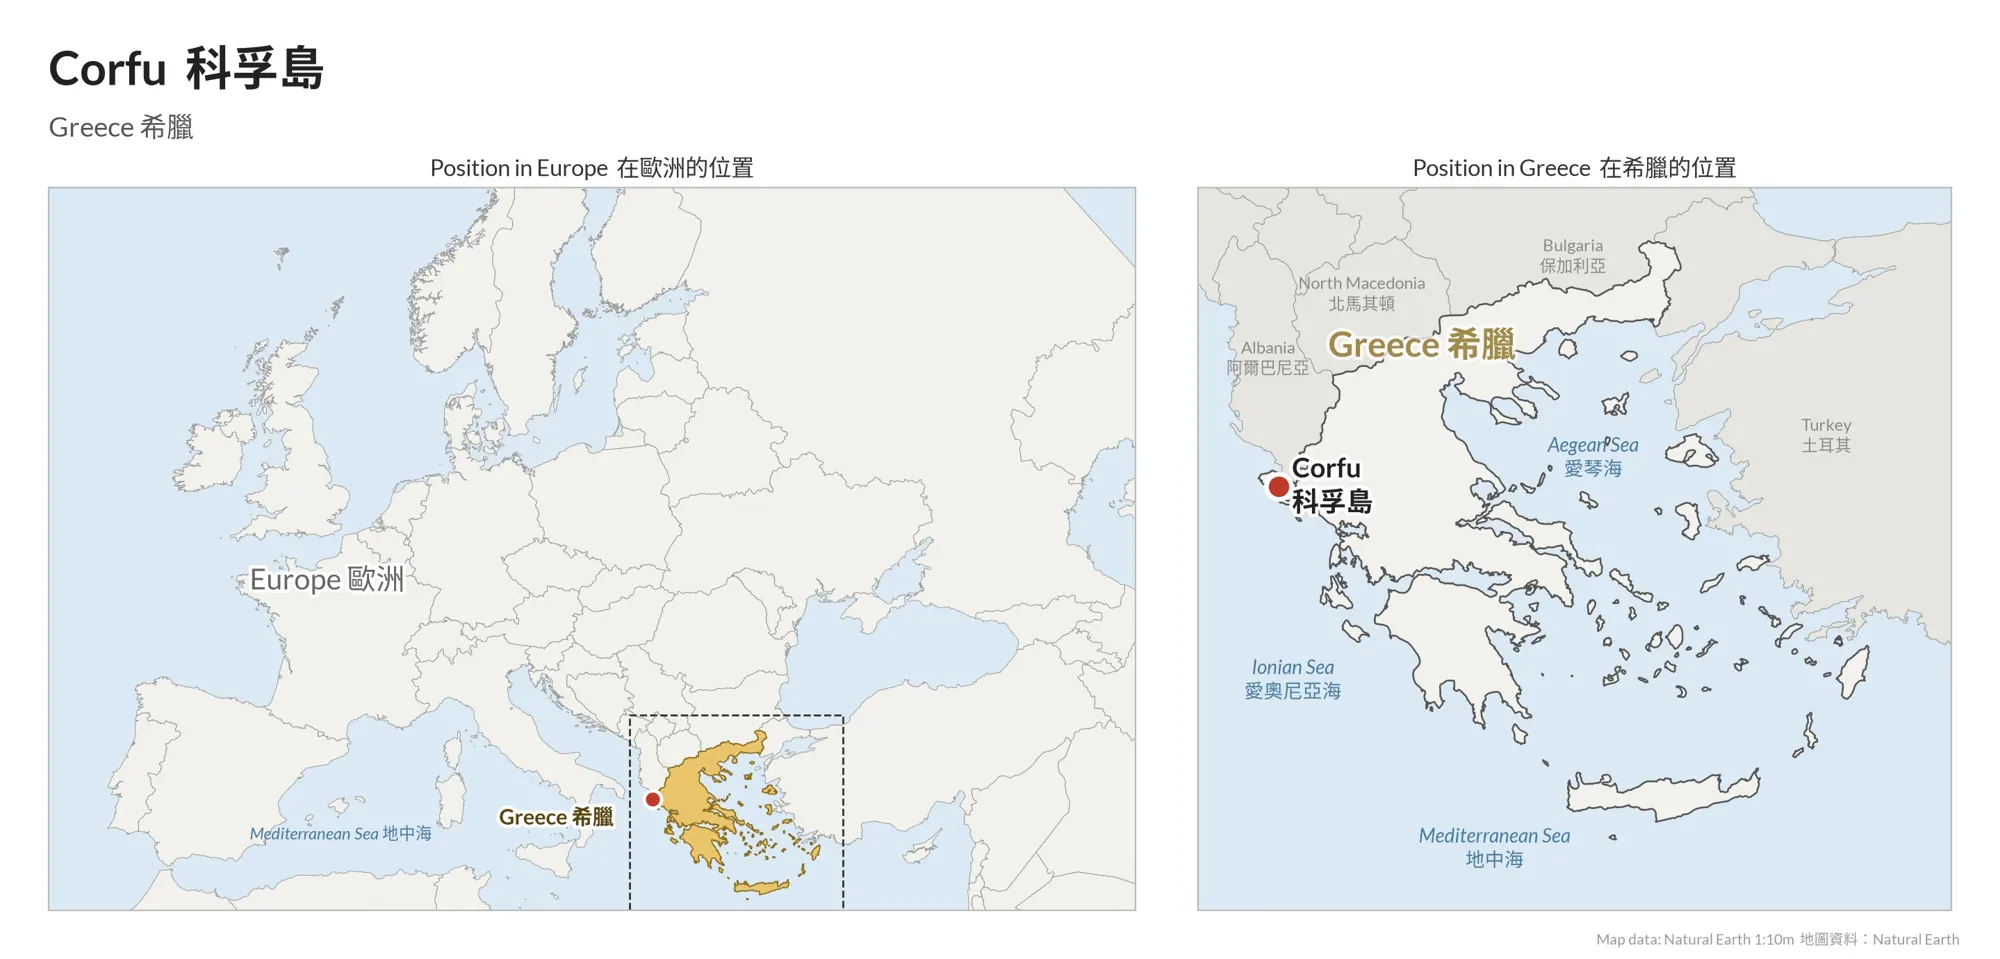 Corfu 科孚島
Greece 希臘
Position in Europe 在歐洲的位置
Europe 歐洲
Greece 希臘
Mediterranean Sea 地中海
Position in Greece 在希臘的位置
Bulgaria
保加利亞
North Macedonia
北馬其頓
Greece 希臘
Albania
阿爾巴尼亞
Turkey
土耳其
Aegean Sea
愛琴海
Corfu
科孚島
Ionian Sea
愛奧尼亞海
Mediterranean Sea
地中海
Map data: Natural Earth 1:10m 地圖資料：Natural Earth